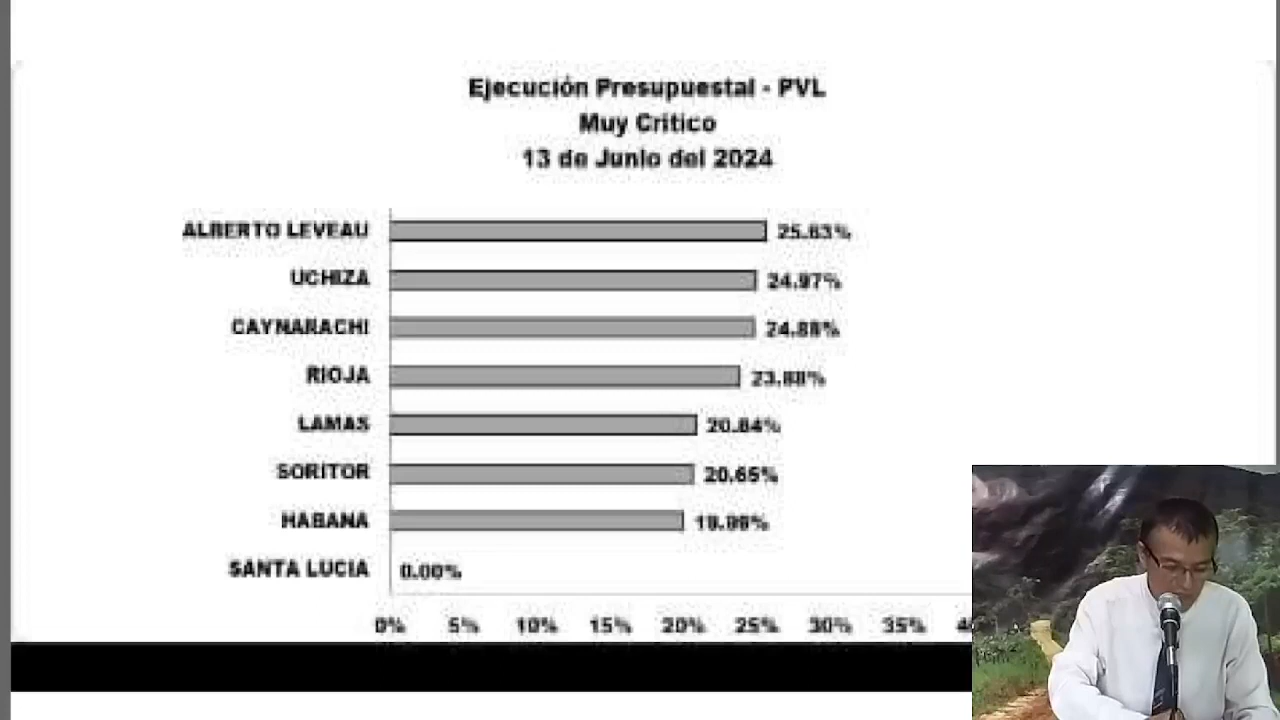 Ejecución Presupuestal - PVL
Muy Critico
13 de Junio del 2024
ALBERTO LEVEAU 25.63%
UCHIZA 24.97%
CAYNARACHI 24.88%
RIOJA 23.88%
LAMAS 20.84%
SORITOR 20.65%
HABANA
SANTA LUCIA 0.00%
0% 5% 10% 15% 20% 25% 30% 35%